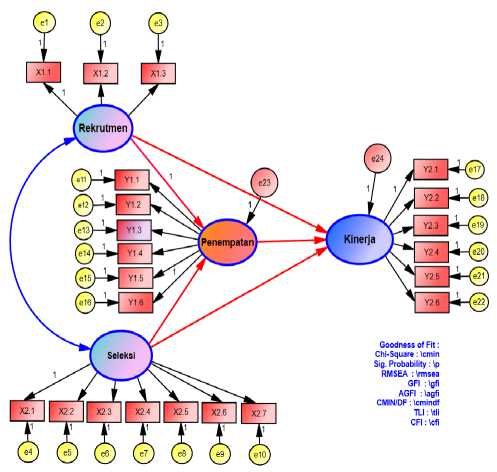 e1 e2 e3
1 1 1
X1.1 X1.2 X1.3
1
Rekrutmen
e11 1 Y1.1 1
e12 1 Y1.2
e13 1 Y1.3
e14 1 Y1.4
e15 1 Y1.5
e16 1 Y1.6 1
e23
1
Penempatan
e24
1
Kinerja
1 Y2.1 1 e17
Y2.2 1 e18
Y2.3 1 e19
Y2.4 1 e20
Y2.5 1 e21
Y2.6 1 e22
Seleksi
1
X2.1 X2.2 X2.3 X2.4 X2.5 X2.6 X2.7
1 1 1 1 1 1 1
e4 e5 e6 e7 e8 e9 e10
Goodness of Fit :
Chi-Square : \cmin
Sig. Probability : \p
RMSEA : \rmsea
GFI : \gfi
AGFI : \agfi
CMIN/DF : \cmindf
TLI : \tli
CFI : \cfi